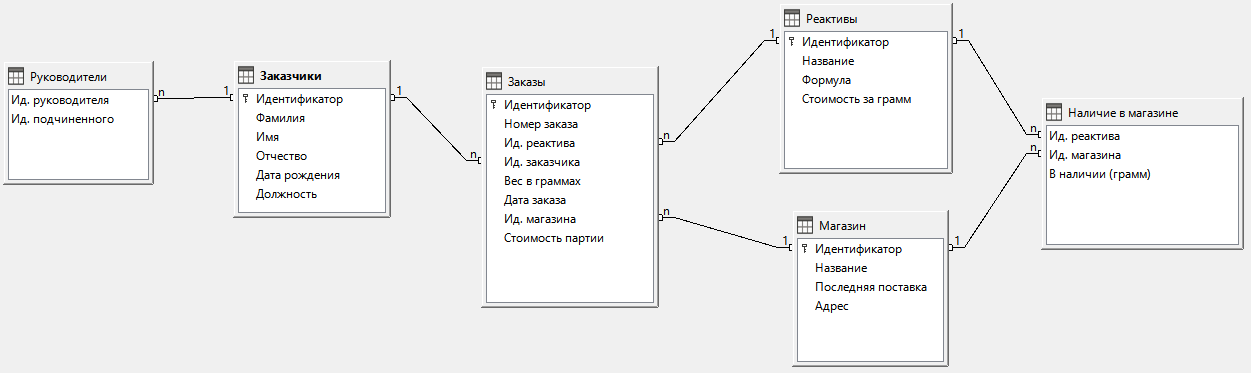 Руководители
Ид. руководителя
Ид. подчиненного
n
1
Заказчики
Идентификатор
Фамилия
Имя
Отчество
Дата рождения
Должность
1
n
Заказы
Идентификатор
Номер заказа
Ид. реактива
Ид. заказчика
Вес в граммах
Дата заказа
Ид. магазина
Стоимость партии
n
n
1
1
Реактивы
Идентификатор
Название
Формула
Стоимость за грамм
1
Магазин
Идентификатор
Название
Последняя поставка
Адрес
1
n
n
Наличие в магазине
Ид. реактива
Ид. магазина
В наличии (грамм)